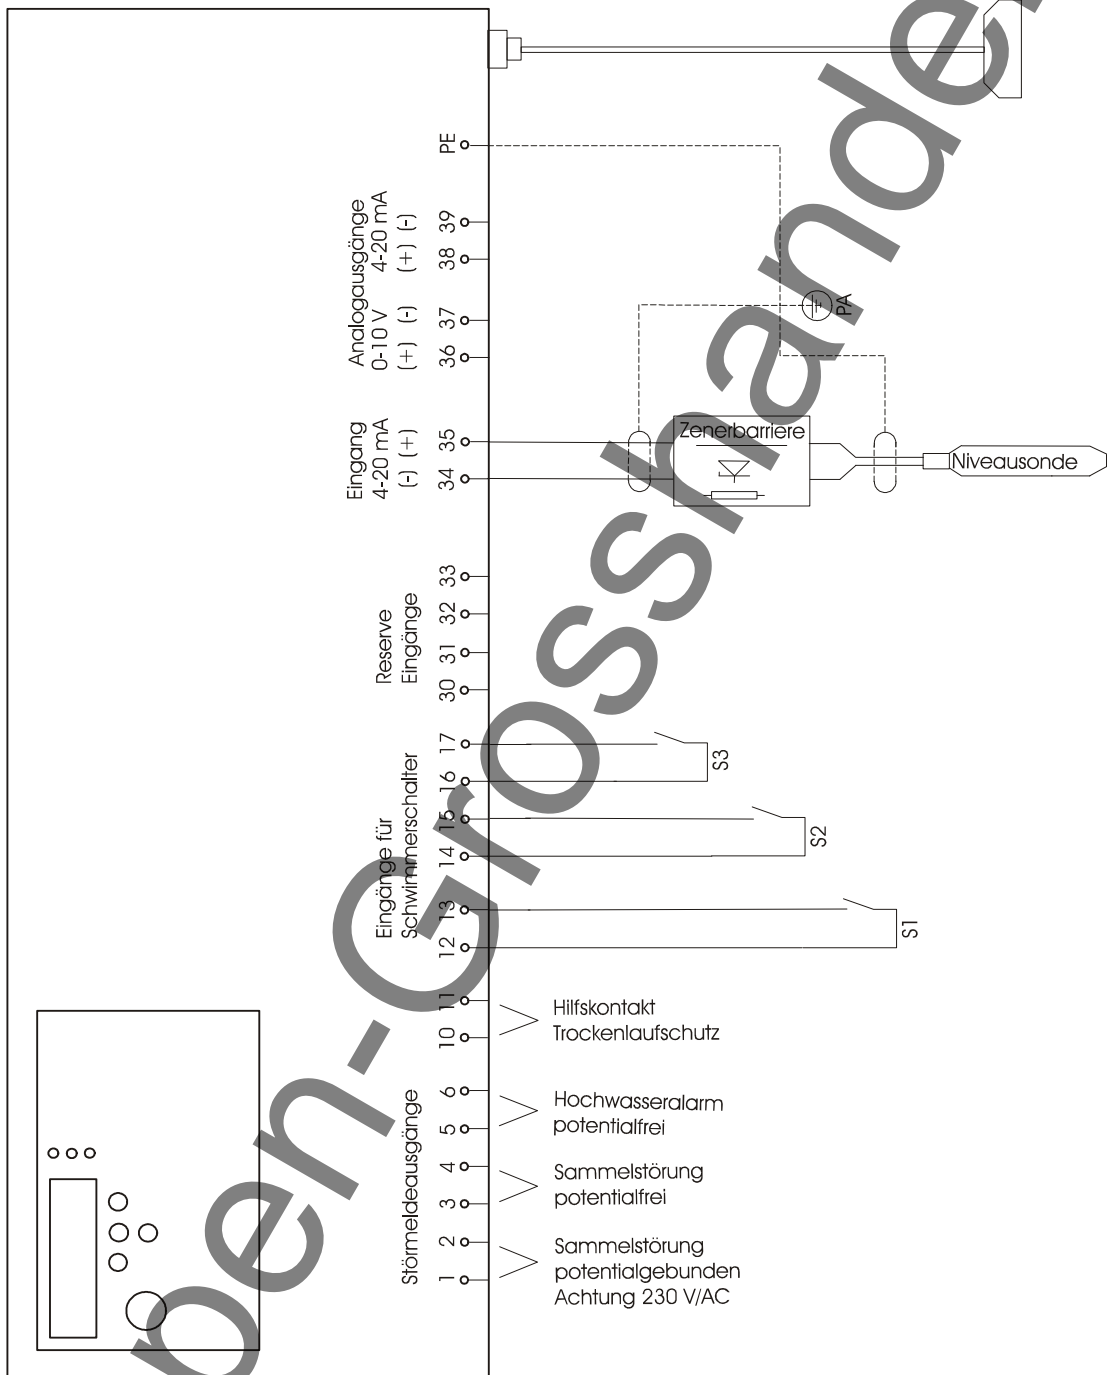 PE
Analogausgänge
4-20 mA
(+) (-)
39
38
0-10 V
(+) (-)
37
36
Eingang
4-20 mA
(-) (+)
35
34
PA
Zenerbarriere
Niveausonde
Reserve
Eingänge
33
32
31
30
Eingänge für
Schwimmerschalter
17
16
15
14
13
12
S3
S2
S1
11
10
Hilfskontakt
Trockenlaufschutz
Störmeldeausgänge
6
5
Hochwasseralarm
potentialfrei
4
3
Sammelstörung
potentialfrei
2
1
Sammelstörung
potentialgebunden
Achtung 230 V/AC
pen-Grosshande